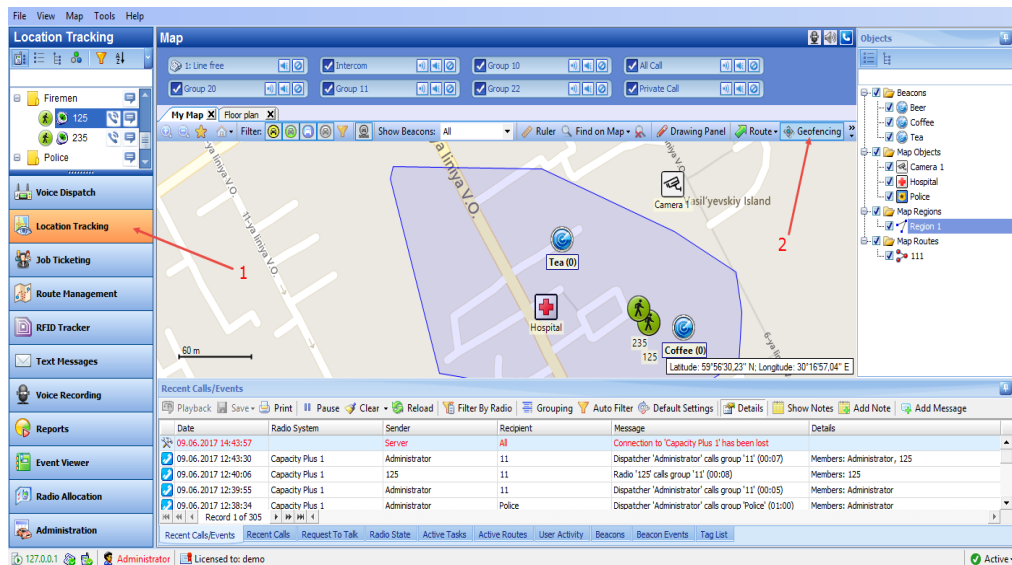 File View Map Tools Help
Location Tracking
Map
Objects
1: Line free
Intercom
Group 10
All Call
Group 20
Group 11
Group 22
Private Call
Firemen
125
235
Police
My Map X Floor plan X
Filter: Show Beacons: All Ruler Find on Map Drawing Panel Route Geofencing
Beacons
Beer
Coffee
Tea
Map Objects
Camera 1
Hospital
Police
Map Regions
Region 1
Map Routes
111
Voice Dispatch
Location Tracking
Job Ticketing
Route Management
RFID Tracker
Text Messages
Voice Recording
Reports
Event Viewer
Radio Allocation
Administration
1
2
-ya liniya V.O.
11-ya liniya V.O.
ya liniya V.O.
Camera 1
asil'yevskiy Island
Tea (0)
Hospital
235
125
Coffee (0)
6-ya
60 m
Latitude: 59°56'30,23" N; Longitude: 30°16'57,04" E
Recent Calls/Events
Playback Save Print Pause Clear Reload Filter By Radio Grouping Auto Filter Default Settings Details Show Notes Add Note Add Message
Date Radio System Sender Recipient Message Details
09.06.2017 14:43:57 Server All Connection to 'Capacity Plus 1' has been lost
09.06.2017 12:43:30 Capacity Plus 1 Administrator 11 Dispatcher 'Administrator' calls group '11' (00:07) Members: Administrator, 125
09.06.2017 12:40:06 Capacity Plus 1 125 11 Radio '125' calls group '11' (00:08) Members: 125
09.06.2017 12:39:55 Capacity Plus 1 Administrator 11 Dispatcher 'Administrator' calls group '11' (00:05) Members: Administrator
09.06.2017 12:38:34 Capacity Plus 1 Administrator Police Dispatcher 'Administrator' calls group 'Police' (01:00) Members: Administrator
Record 1 of 305
Recent Calls/Events Recent Calls Request To Talk Radio State Active Tasks Active Routes User Activity Beacons Beacon Events Tag List
127.0.0.1 Administrator Licensed to: demo Active